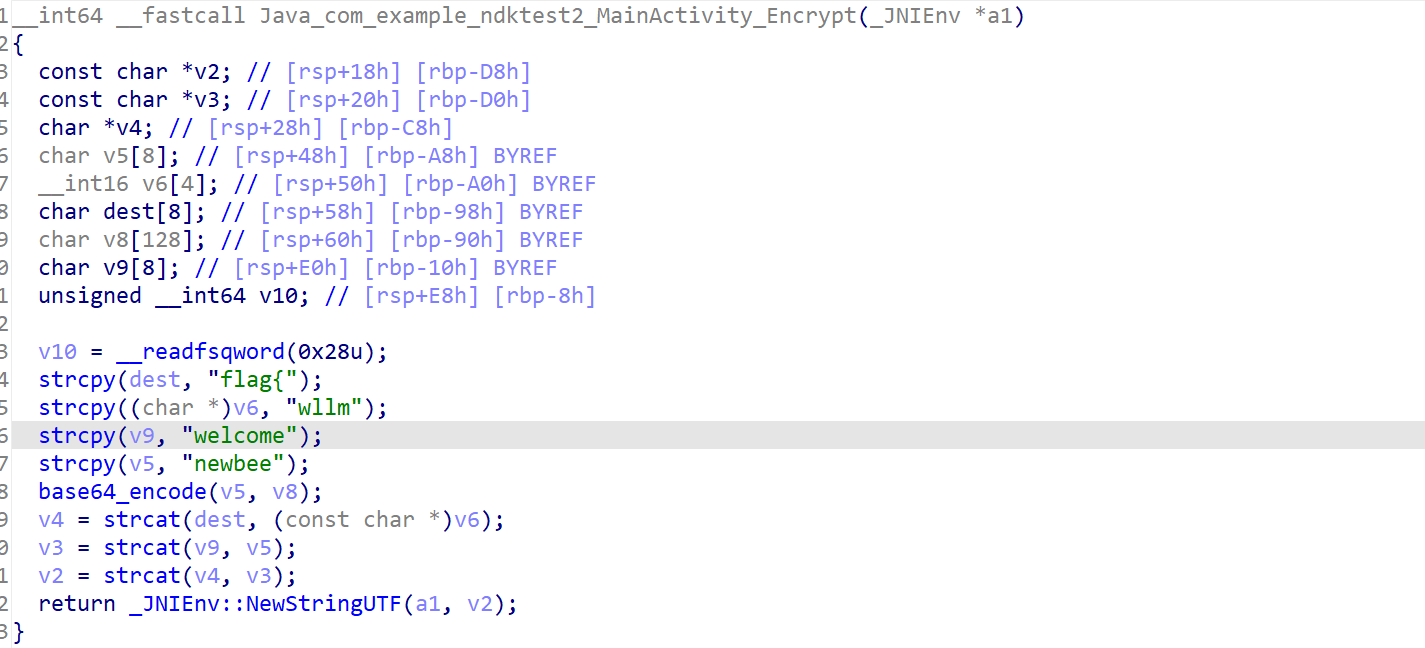 1__int64 __fastcall Java_com_example_ndktest2_MainActivity_Encrypt(_JNIEnv *a1)
2{
3  const char *v2; // [rsp+18h] [rbp-D8h]
4  const char *v3; // [rsp+20h] [rbp-D0h]
5  char *v4; // [rsp+28h] [rbp-C8h]
6  char v5[8]; // [rsp+48h] [rbp-A8h] BYREF
7  __int16 v6[4]; // [rsp+50h] [rbp-A0h] BYREF
8  char dest[8]; // [rsp+58h] [rbp-98h] BYREF
9  char v8[128]; // [rsp+60h] [rbp-90h] BYREF
0  char v9[8]; // [rsp+E0h] [rbp-10h] BYREF
1  unsigned __int64 v10; // [rsp+E8h] [rbp-8h]
2
3  v10 = __readfsqword(0x28u);
4  strcpy(dest, "flag{");
5  strcpy((char *)v6, "wllm");
6  strcpy(v9, "welcome");
7  strcpy(v5, "newbee");
8  base64_encode(v5, v8);
9  v4 = strcat(dest, (const char *)v6);
0  v3 = strcat(v9, v5);
1  v2 = strcat(v4, v3);
2  return _JNIEnv::NewStringUTF(a1, v2);
3}